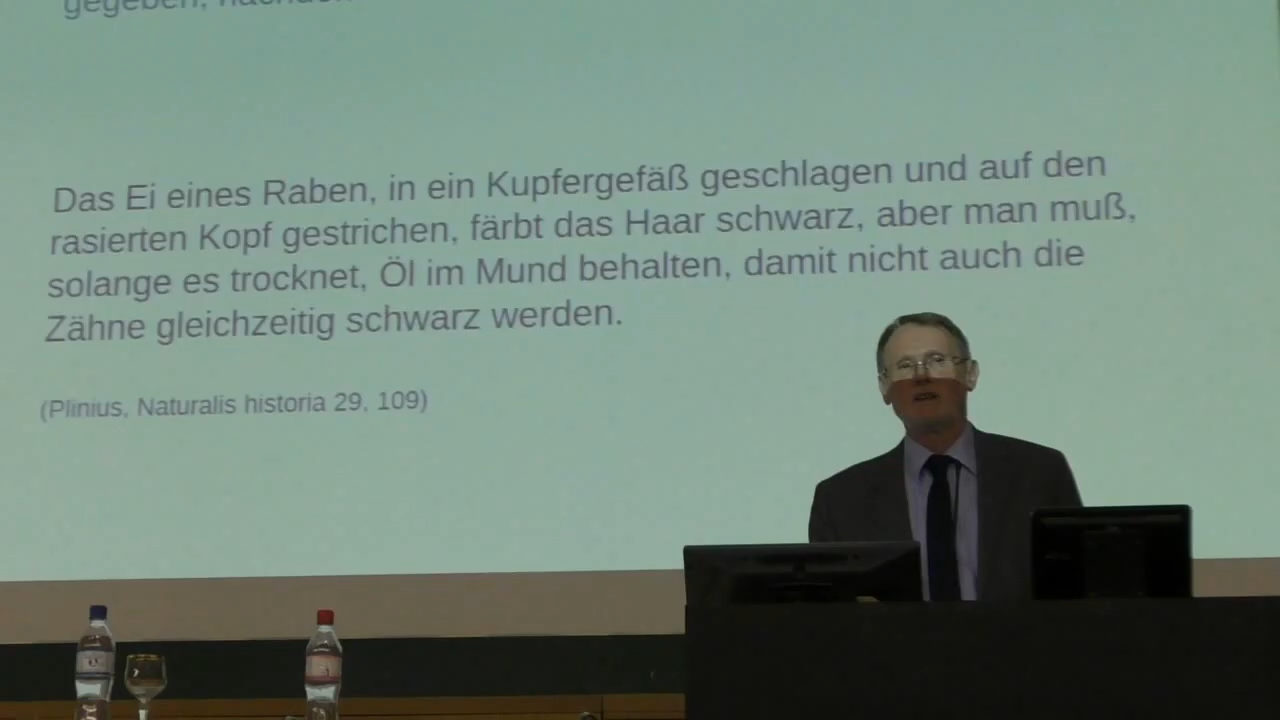 gegeben,
Das Ei eines Raben, in ein Kupfergefäß geschlagen und auf den
rasierten Kopf gestrichen, färbt das Haar schwarz, aber man muß,
solange es trocknet, Öl im Mund behalten, damit nicht auch die
Zähne gleichzeitig schwarz werden.
(Plinius, Naturalis historia 29, 109)